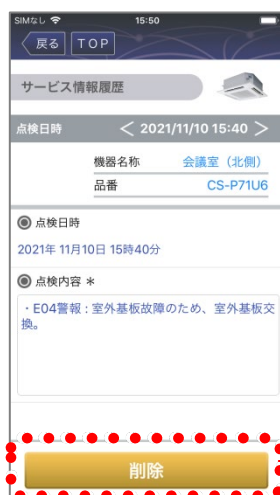 SIMなし 15:50
戻る TOP
サービス情報履歴
点検日時 < 2021/11/10 15:40 >
機器名称 会議室（北側）
品番 CS-P71U6
点検日時
2021年 11月10日 15時40分
点検内容 *
・E04警報：室外基板故障のため、室外基板交
換。
削除